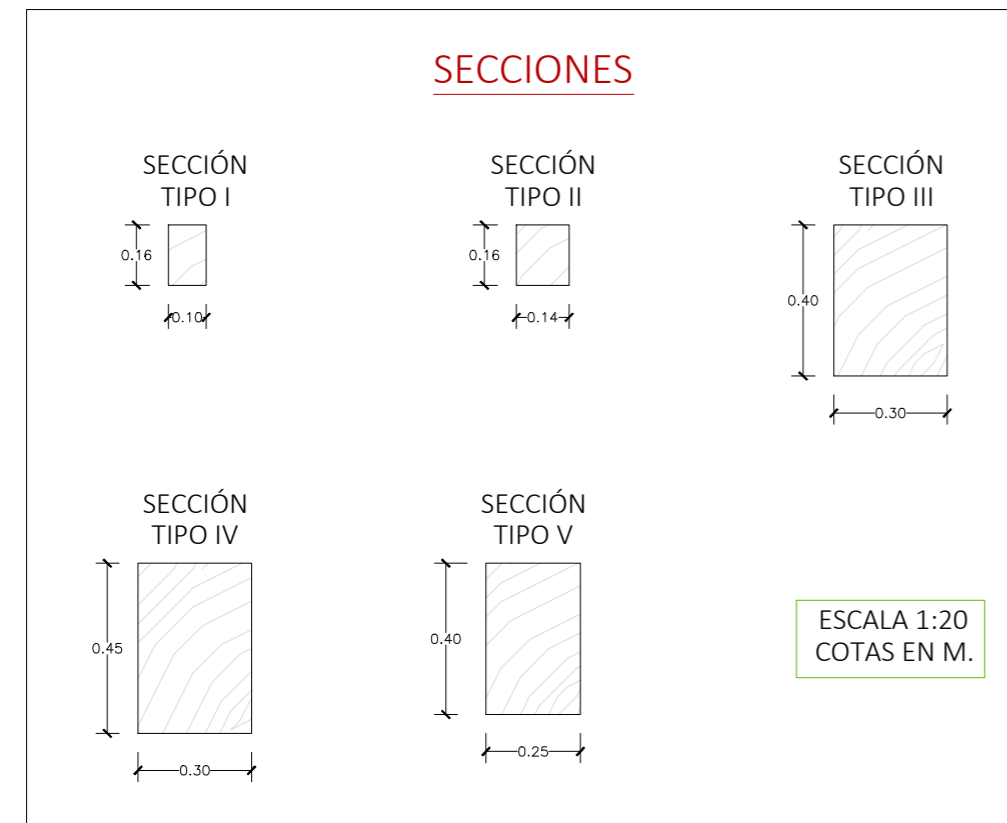 SECCIONES
SECCIÓN
TIPO I
0.16
0.10
SECCIÓN
TIPO II
0.16
0.14
SECCIÓN
TIPO III
0.40
0.30
SECCIÓN
TIPO IV
0.45
0.30
SECCIÓN
TIPO V
0.40
0.25
ESCALA 1:20
COTAS EN M.